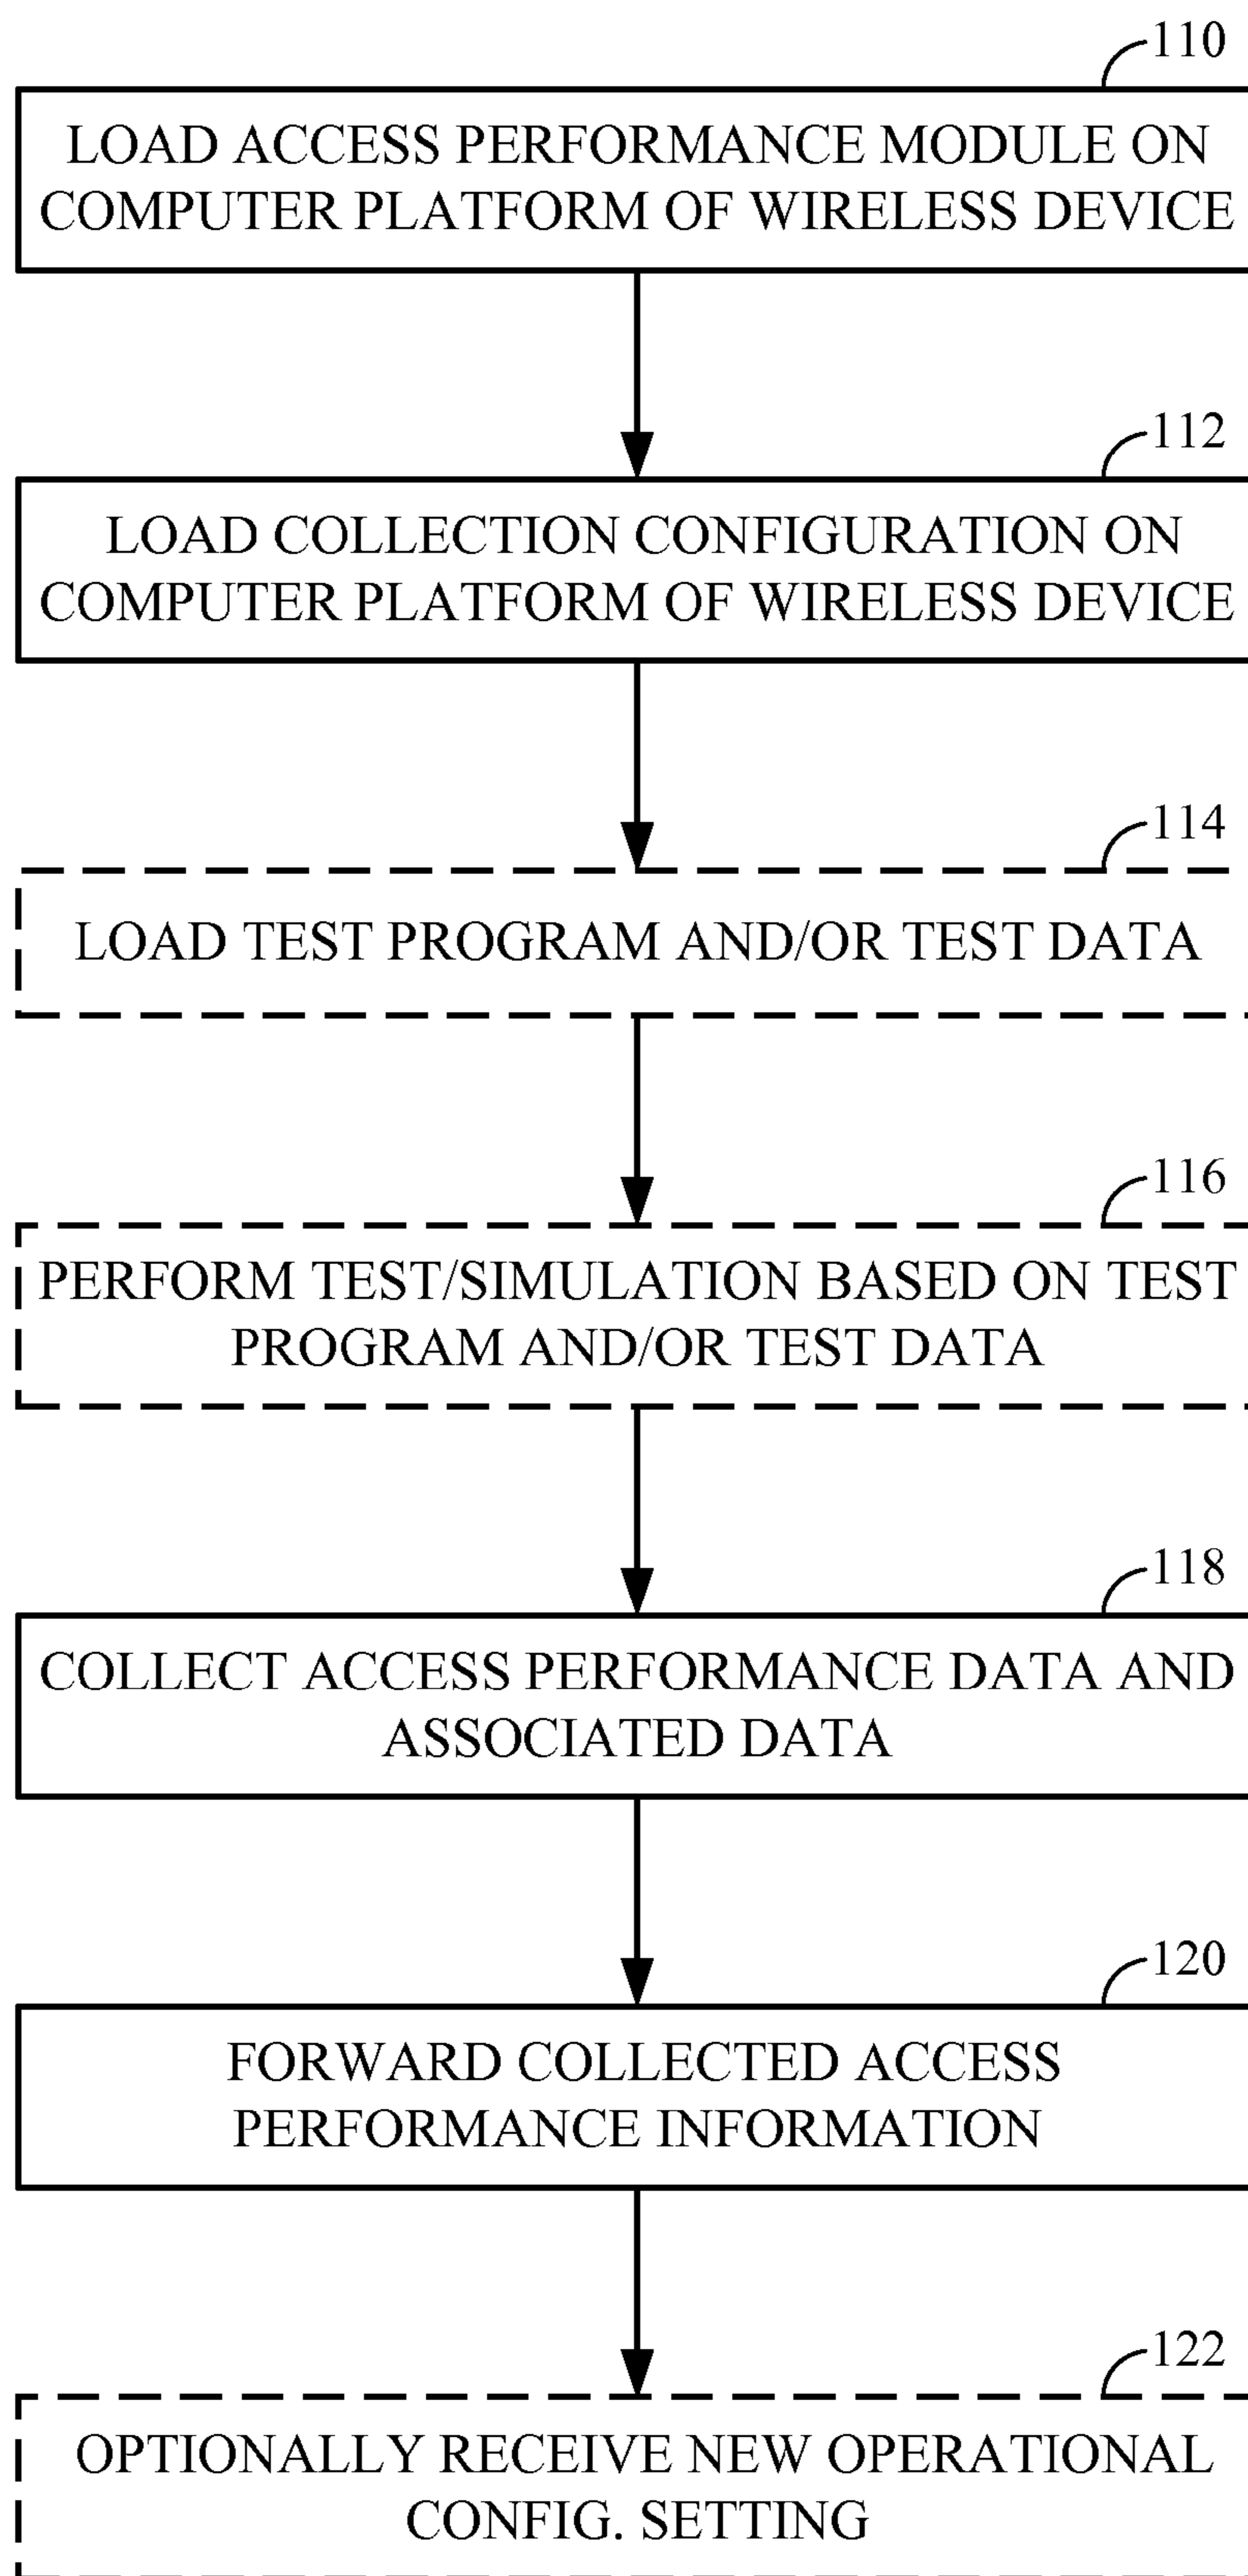 110
LOAD ACCESS PERFORMANCE MODULE ON
COMPUTER PLATFORM OF WIRELESS DEVICE
112
LOAD COLLECTION CONFIGURATION ON
COMPUTER PLATFORM OF WIRELESS DEVICE
114
LOAD TEST PROGRAM AND/OR TEST DATA
116
PERFORM TEST/SIMULATION BASED ON TEST
PROGRAM AND/OR TEST DATA
118
COLLECT ACCESS PERFORMANCE DATA AND
ASSOCIATED DATA
120
FORWARD COLLECTED ACCESS
PERFORMANCE INFORMATION
122
OPTIONALLY RECEIVE NEW OPERATIONAL
CONFIG. SETTING